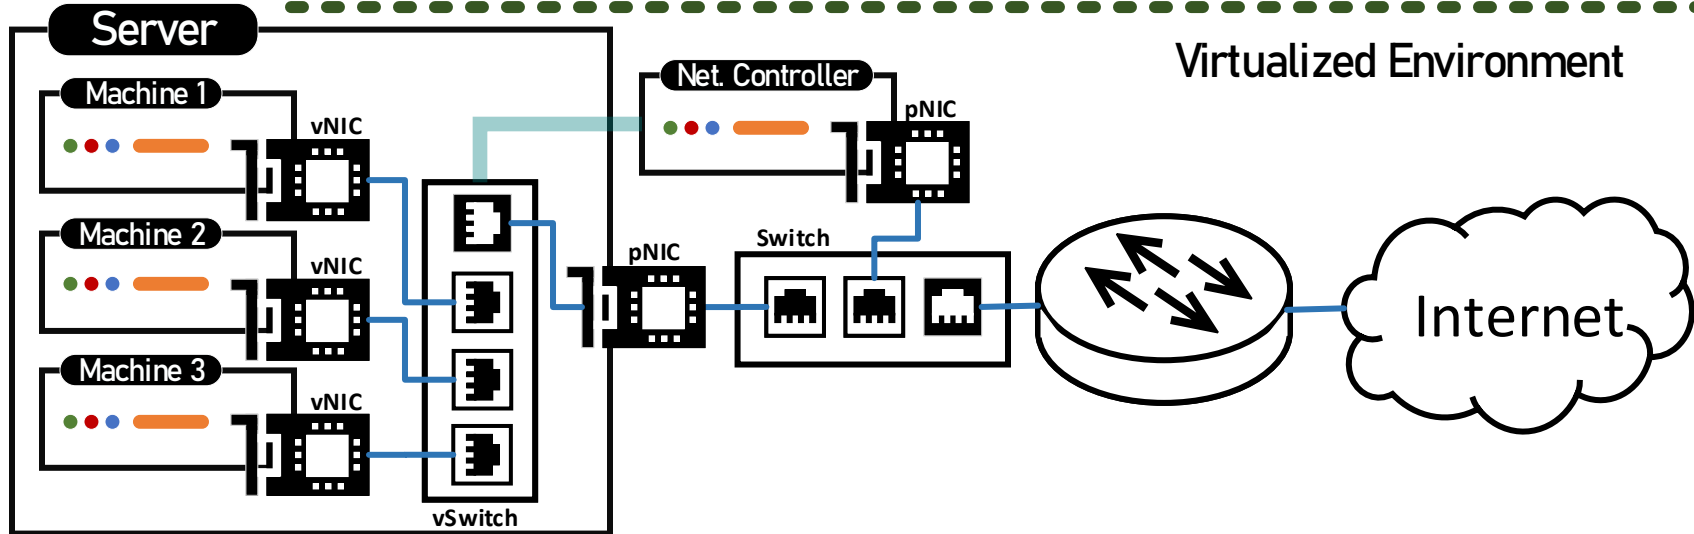 Server
Virtualized Environment
Net. Controller
Machine 1
pNIC
vNIC
Machine 2
Switch
pNIC
vNIC
Internet
Machine 3
vNIC
vSwitch